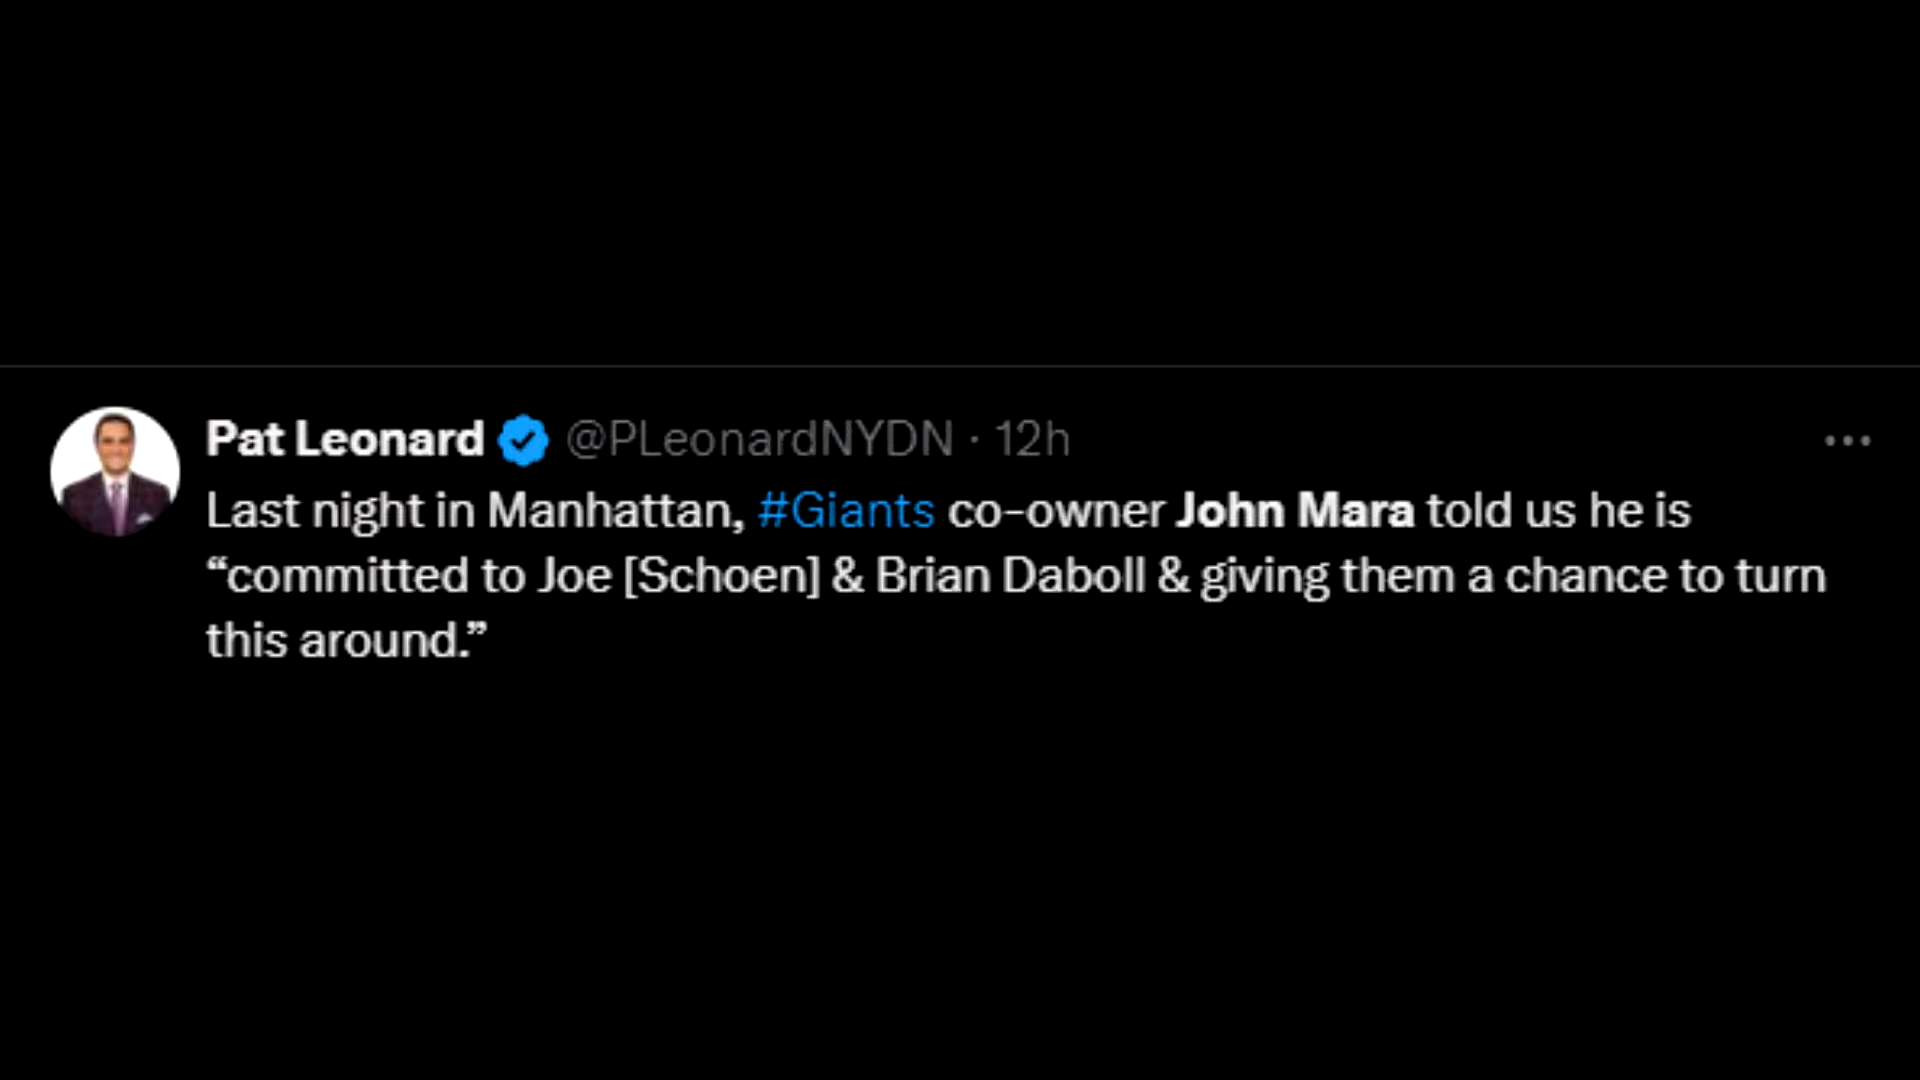 Pat Leonard @PLeonardNYDN · 12h
Last night in Manhattan, #Giants co-owner John Mara told us he is
“committed to Joe [Schoen] & Brian Daboll & giving them a chance to turn
this around.”